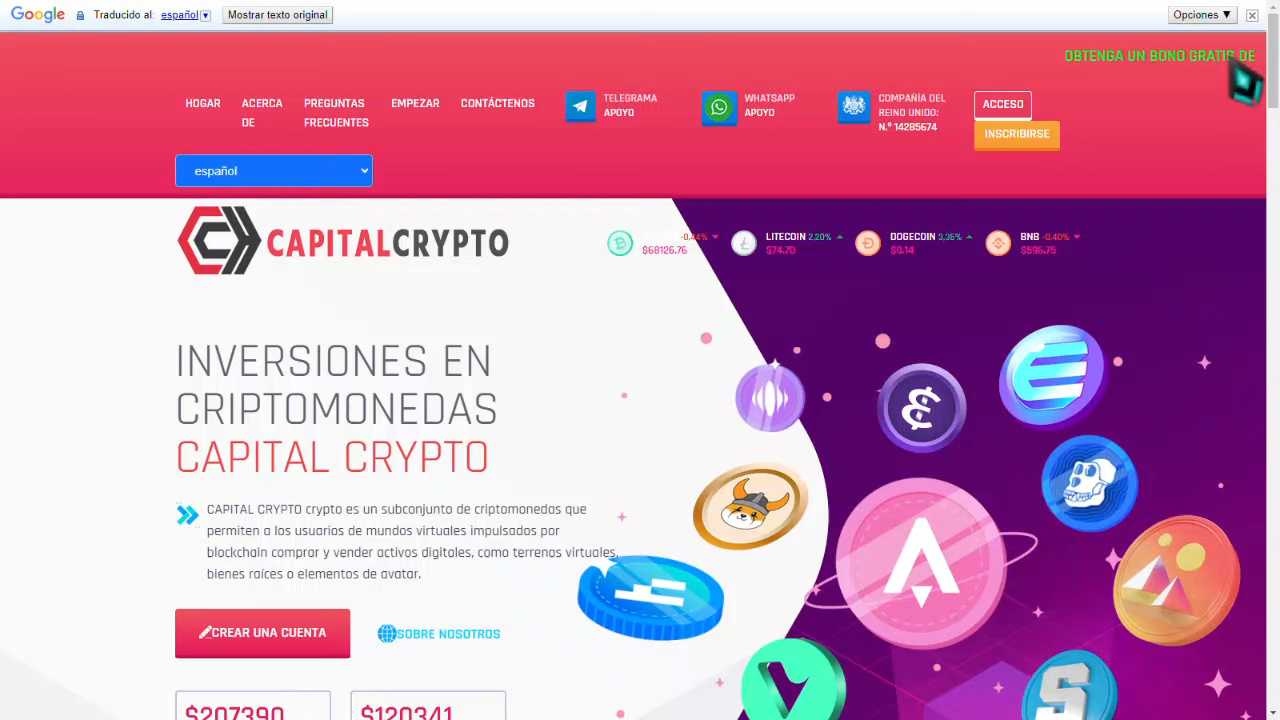 Google Traducido al: español Mostrar texto original Opciones ▼
OBTENGA UN BONO GRATIS DE
HOGAR
ACERCA
DE
PREGUNTAS
FRECUENTES
EMPEZAR
CONTÁCTENOS
TELEGRAMA
APOYO
WHATSAPP
APOYO
COMPAÑÍA DEL
REINO UNIDO:
N.º 14285674
ACCESO
INSCRIBIRSE
español
CAPITALCRYPTO
-0.44%
$68126.76
LITECOIN 2,20%
$74.70
DOGECOIN 3,36%
$0.14
BNB -0.40%
$596.75
INVERSIONES EN
CRIPTOMONEDAS
CAPITAL CRYPTO
CAPITAL CRYPTO crypto es un subconjunto de criptomonedas que
permiten a los usuarios de mundos virtuales impulsados por
blockchain comprar y vender activos digitales, como terrenos virtuales,
bienes raíces o elementos de avatar.
CREAR UNA CUENTA
SOBRE NOSOTROS
$207390
$120341